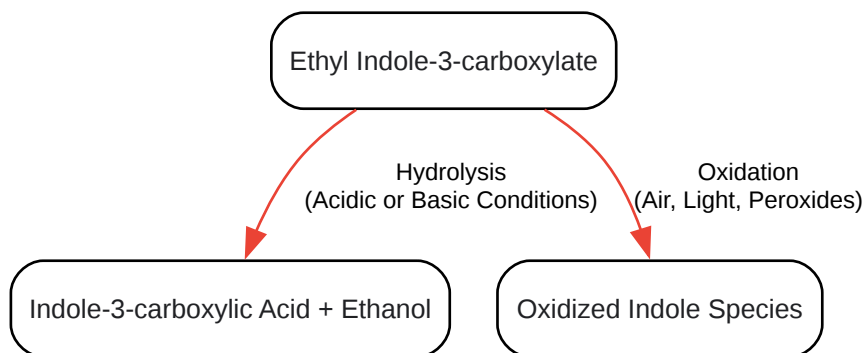 Ethyl Indole-3-carboxylate
Hydrolysis
(Acidic or Basic Conditions)
Oxidation
(Air, Light, Peroxides)
Indole-3-carboxylic Acid + Ethanol
Oxidized Indole Species